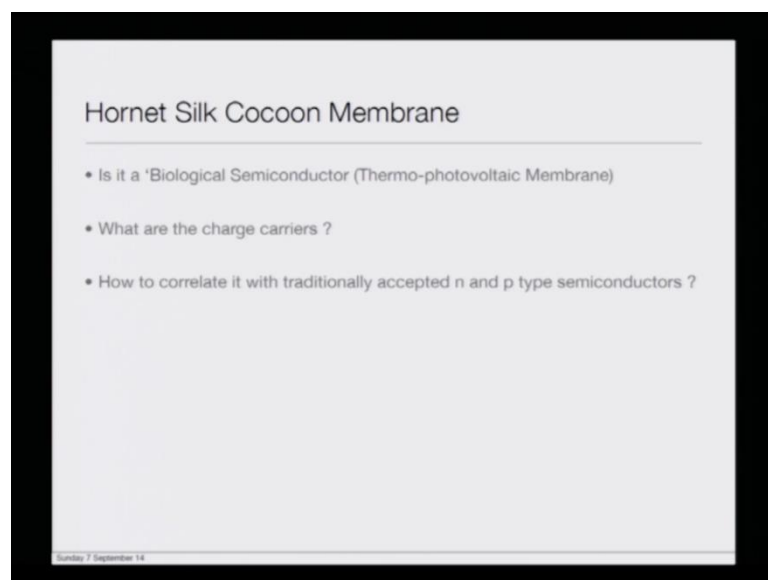 Hornet Silk Cocoon Membrane
• Is it a 'Biological Semiconductor (Thermo-photovoltaic Membrane)
• What are the charge carriers ?
• How to correlate it with traditionally accepted n and p type semiconductors ?
Sunday 7 September 14